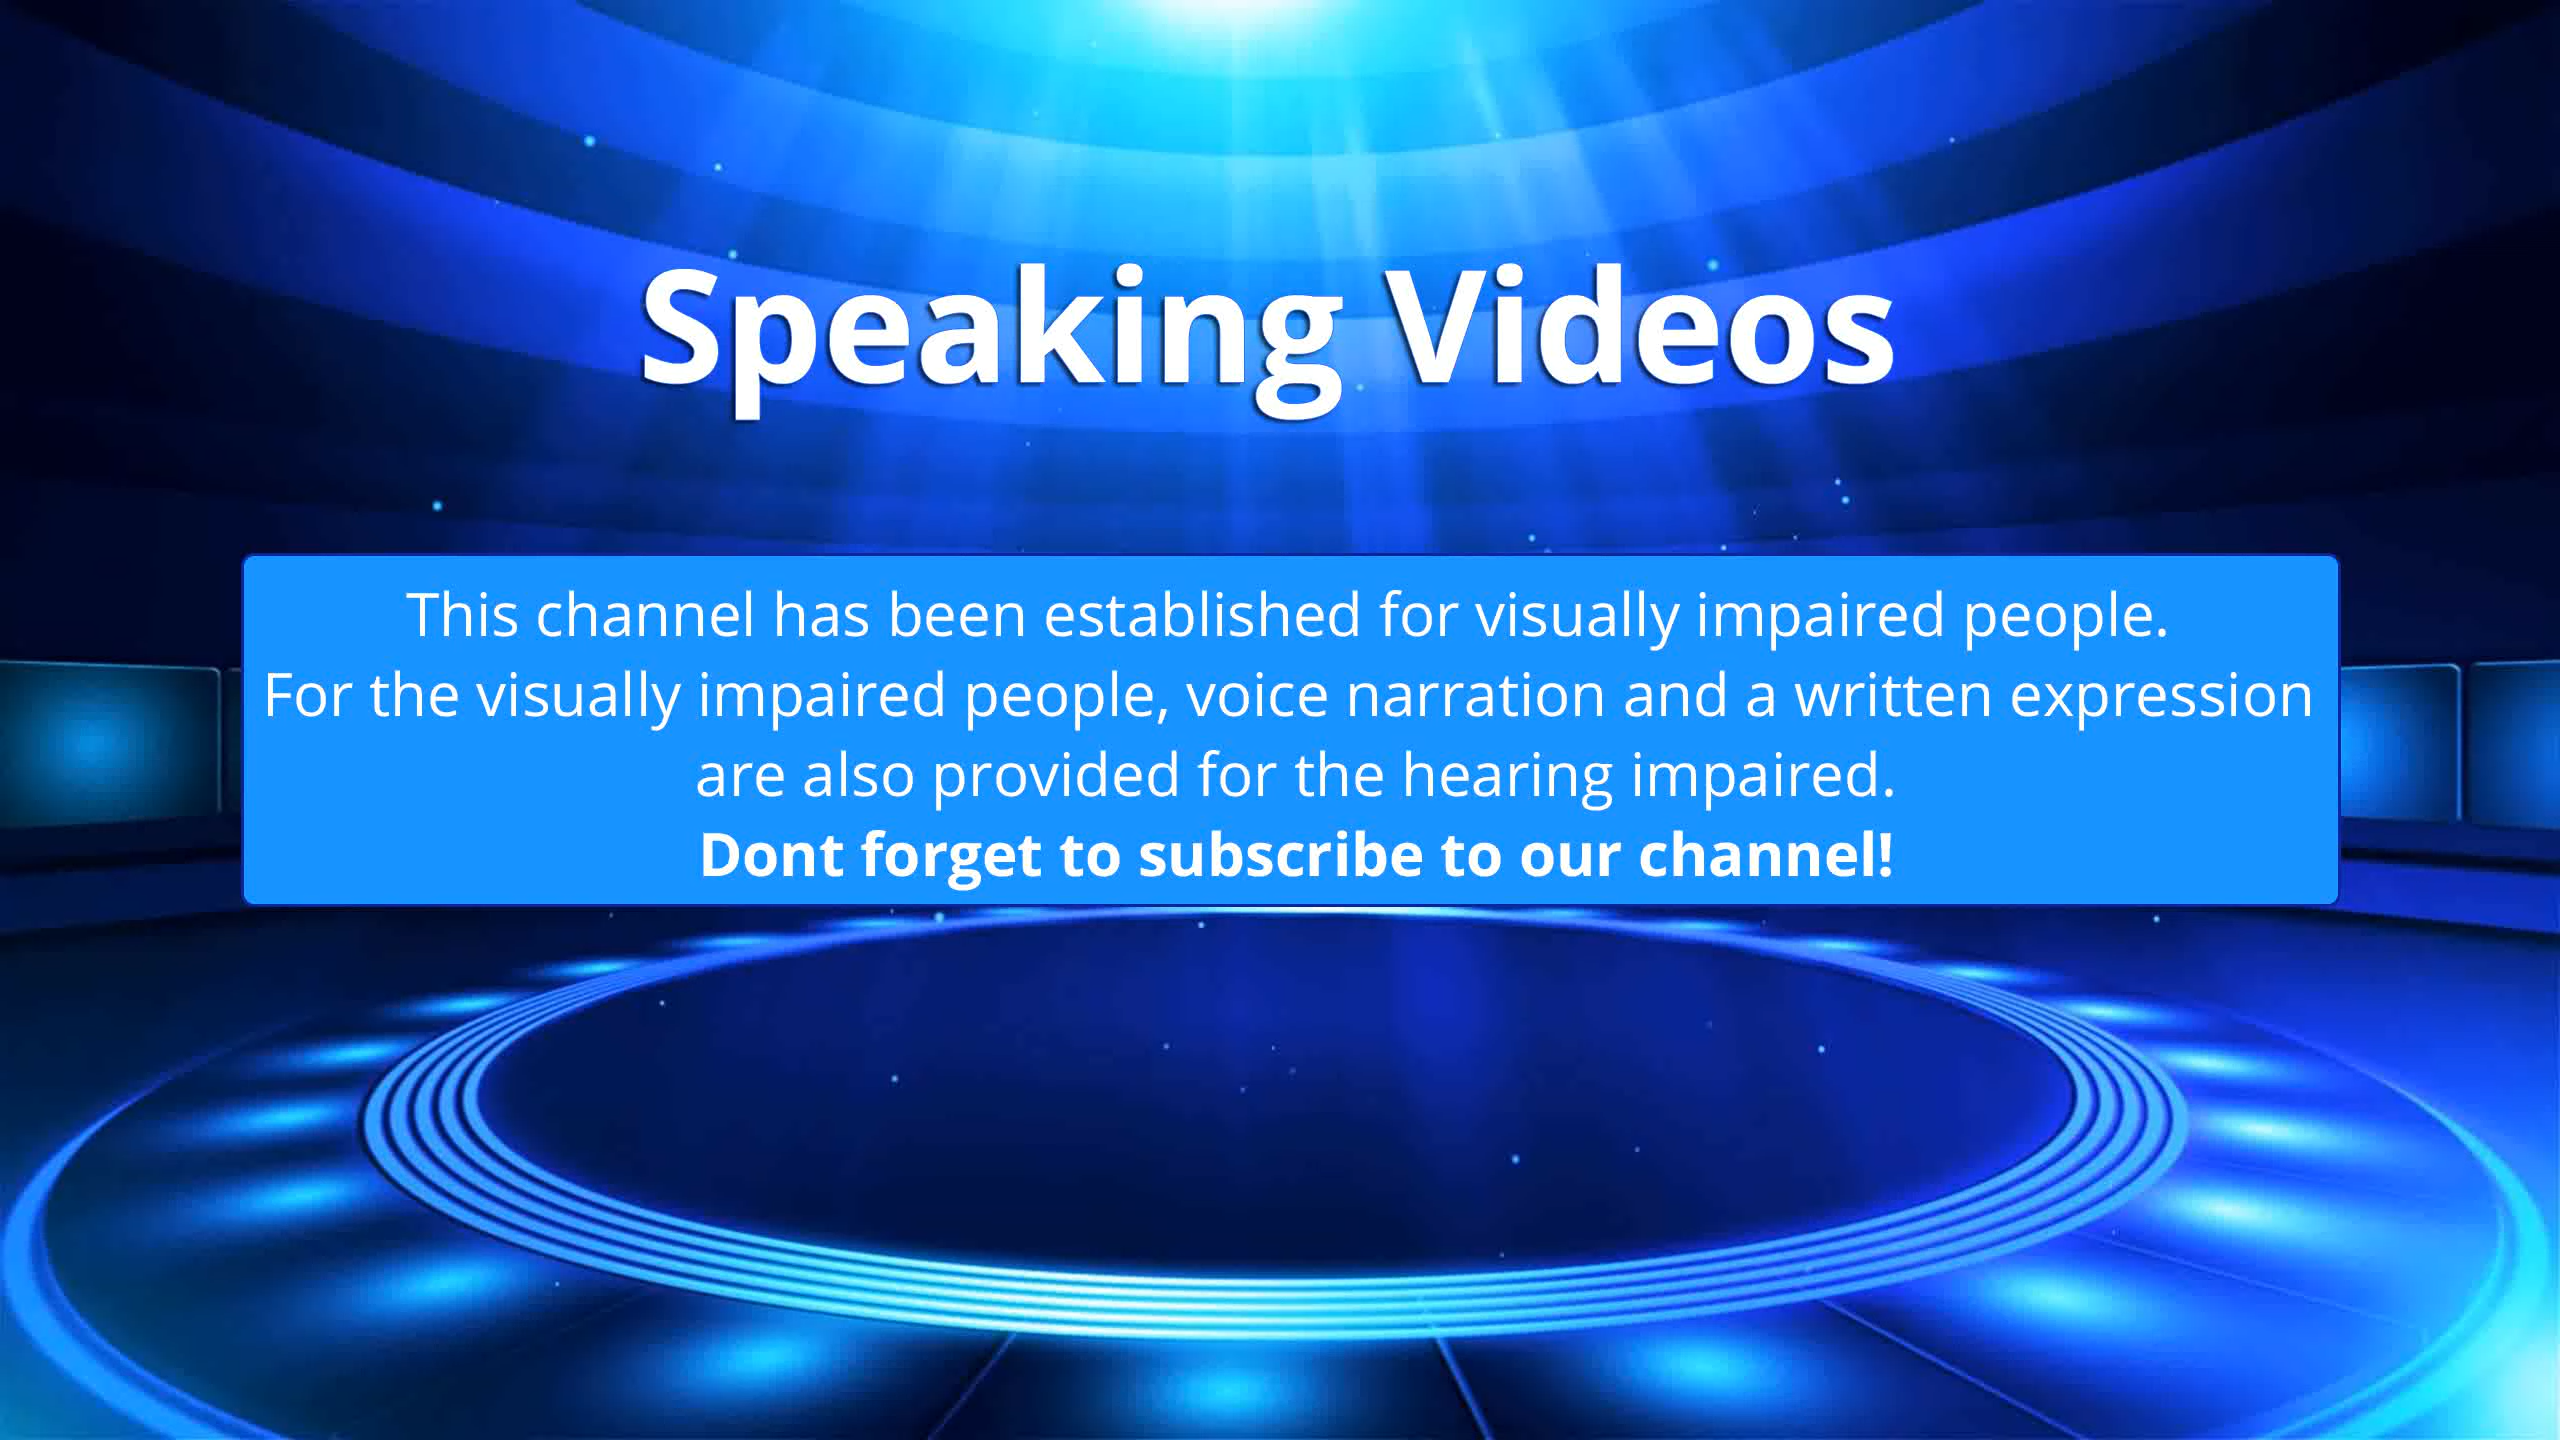 Speaking Videos
This channel has been established for visually impaired people.
For the visually impaired people, voice narration and a written expression
are also provided for the hearing impaired.
Dont forget to subscribe to our channel!